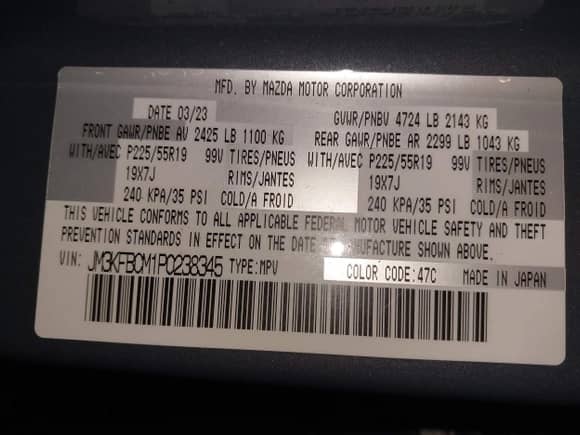 MFD. BY MAZDA MOTOR CORPORATION
DATE 03/23 GVWR/PNBV 4724 LB 2143 KG
FRONT GAWR/PNBE AV 2425 LB 1100 KG REAR GAWR/PNBE AR 2299 LB 1043 KG
WITH/AVEC P225/55R19 99V TIRES/PNEUS WITH/AVEC P225/55R19 99V TIRES/PNEUS
19X7J RIMS/JANTES 19X7J RIMS/JANTES
240 KPA/35 PSI COLD/A FROID 240 KPA/35 PSI COLD/A FROID
THIS VEHICLE CONFORMS TO ALL APPLICABLE FEDERAL MOTOR VEHICLE SAFETY AND THEFT
PREVENTION STANDARDS IN EFFECT ON THE DATE MANUFACTURE SHOWN ABOVE.
VIN: JM3KFBCM1P0238345 TYPE:MPV COLOR CODE:47C MADE IN JAPAN